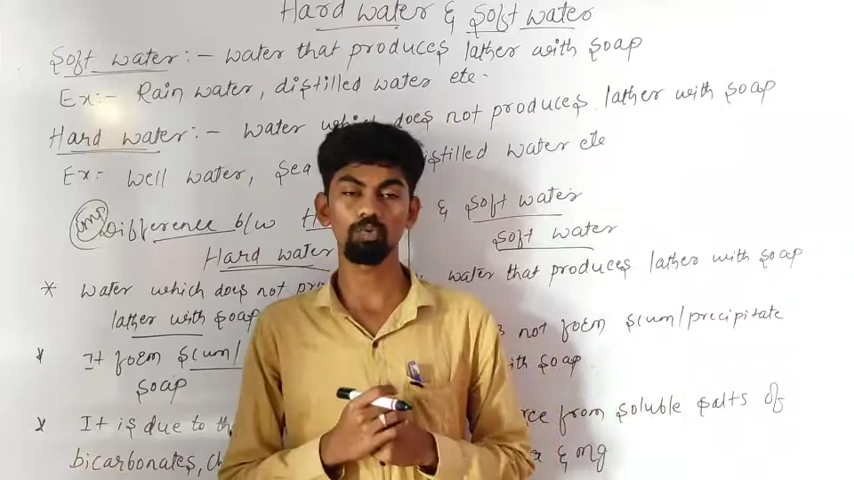 Hard water & Soft water
Soft water :- water that produces lather with soap
Ex:- Rain water, distilled water etc.
Hard water :- water which does not produces lather with soap
Ex:- well water, Sea distilled water etc
(imp) Difference b/w & Soft water
Hard water Soft water
* water which does not water that produces lather with soap
lather with soap
not form scum/precipitate
* It form scum/ with soap
soap
* It is due to the from soluble salts of
bicarbonates, & Mg